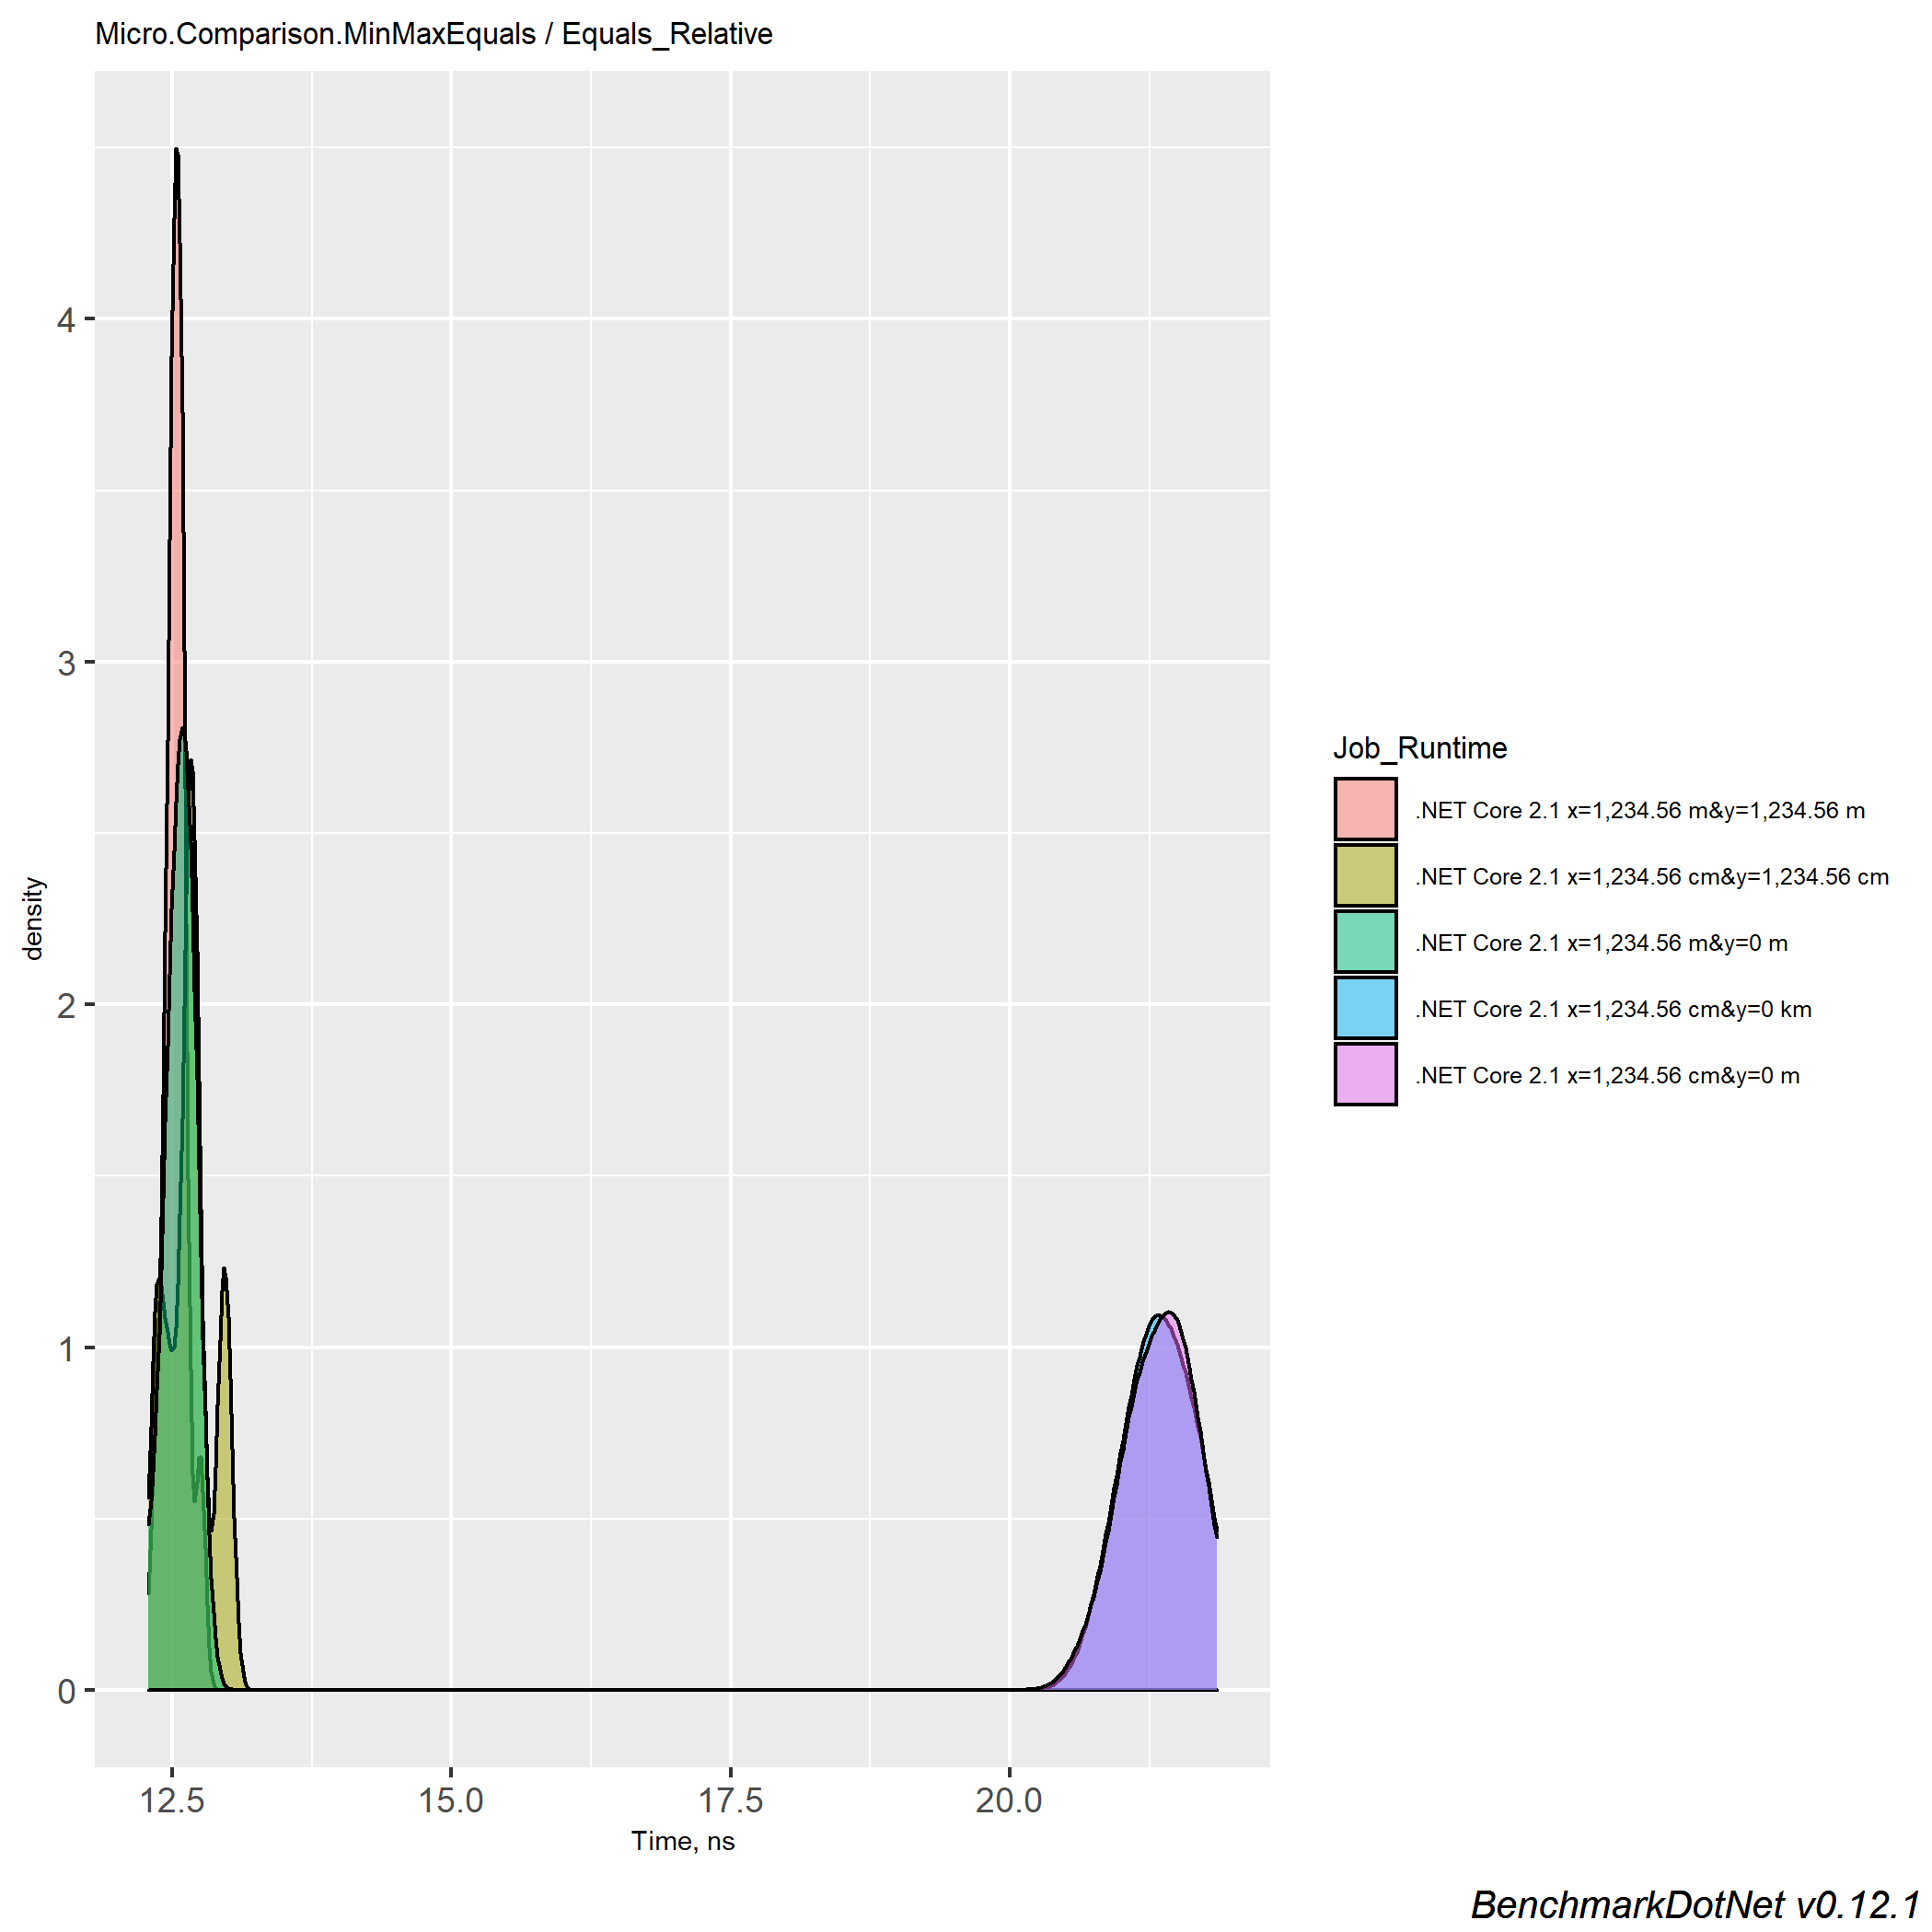 Micro.Comparison.MinMaxEquals / Equals_Relative
4
3
2
1
0
density
12.5 15.0 17.5 20.0
Time, ns
Job_Runtime
.NET Core 2.1 x=1,234.56 m&y=1,234.56 m
.NET Core 2.1 x=1,234.56 cm&y=1,234.56 cm
.NET Core 2.1 x=1,234.56 m&y=0 m
.NET Core 2.1 x=1,234.56 cm&y=0 km
.NET Core 2.1 x=1,234.56 cm&y=0 m
BenchmarkDotNet v0.12.1